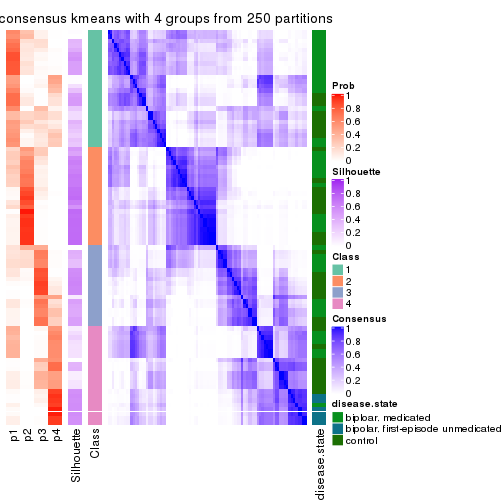 consensus kmeans with 4 groups from 250 partitions
Prob
1
0.8
0.6
0.4
0.2
0
Silhouette
1
0.8
0.6
0.4
0.2
0
Class
1
2
3
4
Consensus
1
0.8
0.6
0.4
0.2
0
disease.state
bipolar, medicated
bipolar, first-episode unmedicated
control
p1
p2
p3
p4
Silhouette
Class
disease.state